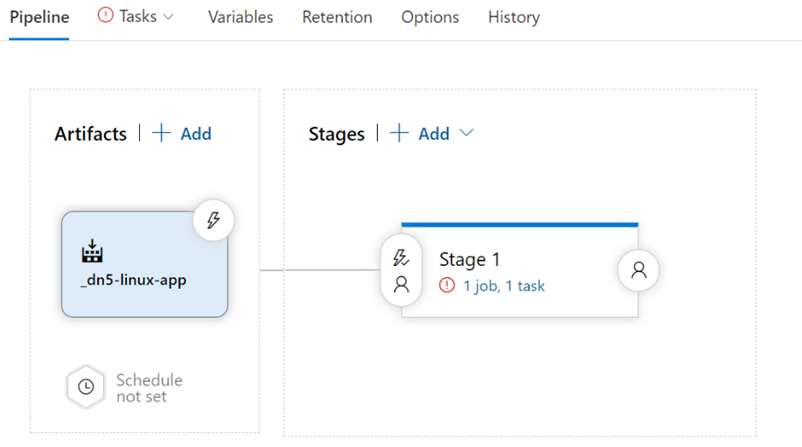 Pipeline Tasks Variables Retention Options History
Artifacts | + Add
Stages | + Add
_dn5-linux-app
Stage 1
1 job, 1 task
Schedule
not set